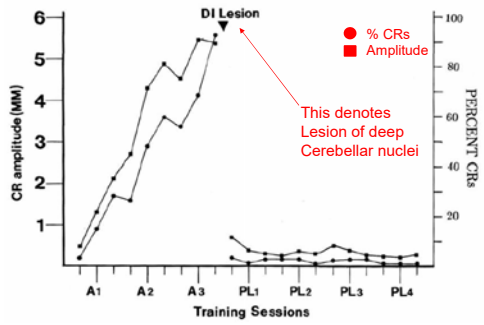 DI Lesion
6
5
4
3
2
1
CR amplitude (MM)
100
80
60
40
20
PERCENT CRs
% CRs
Amplitude
This denotes
Lesion of deep
Cerebellar nuclei
A1 A2 A3 PL1 PL2 PL3 PL4
Training Sessions